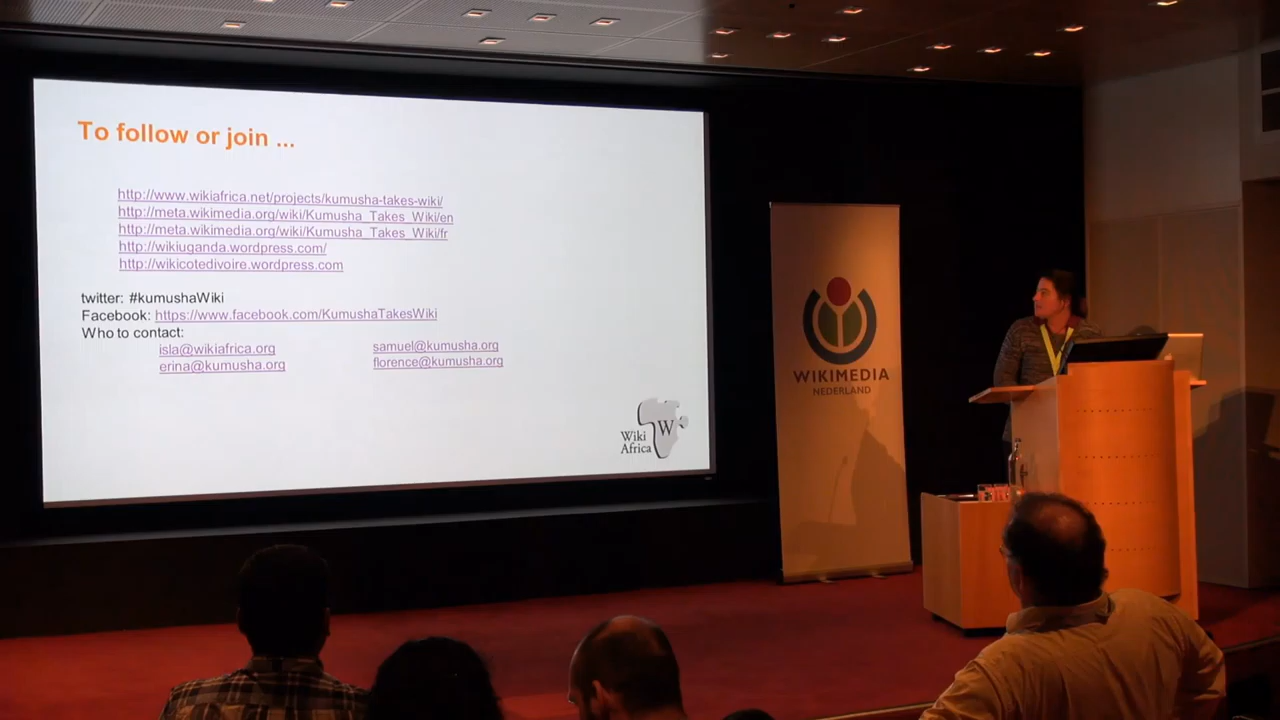 To follow or join ...
http://www.wikiafrica.net/projects/kumusha-takes-wiki/
http://meta.wikimedia.org/wiki/Kumusha_Takes_Wiki/en
http://meta.wikimedia.org/wiki/Kumusha_Takes_Wiki/fr
http://wikiuganda.wordpress.com/
http://wikicotedivoire.wordpress.com
twitter: #kumushaWiki
Facebook: https://www.facebook.com/KumushaTakesWiki
Who to contact:
isla@wikiafrica.org samuel@kumusha.org
erina@kumusha.org florence@kumusha.org
Wiki W
Africa
WIKIMEDIA
NEDERLAND